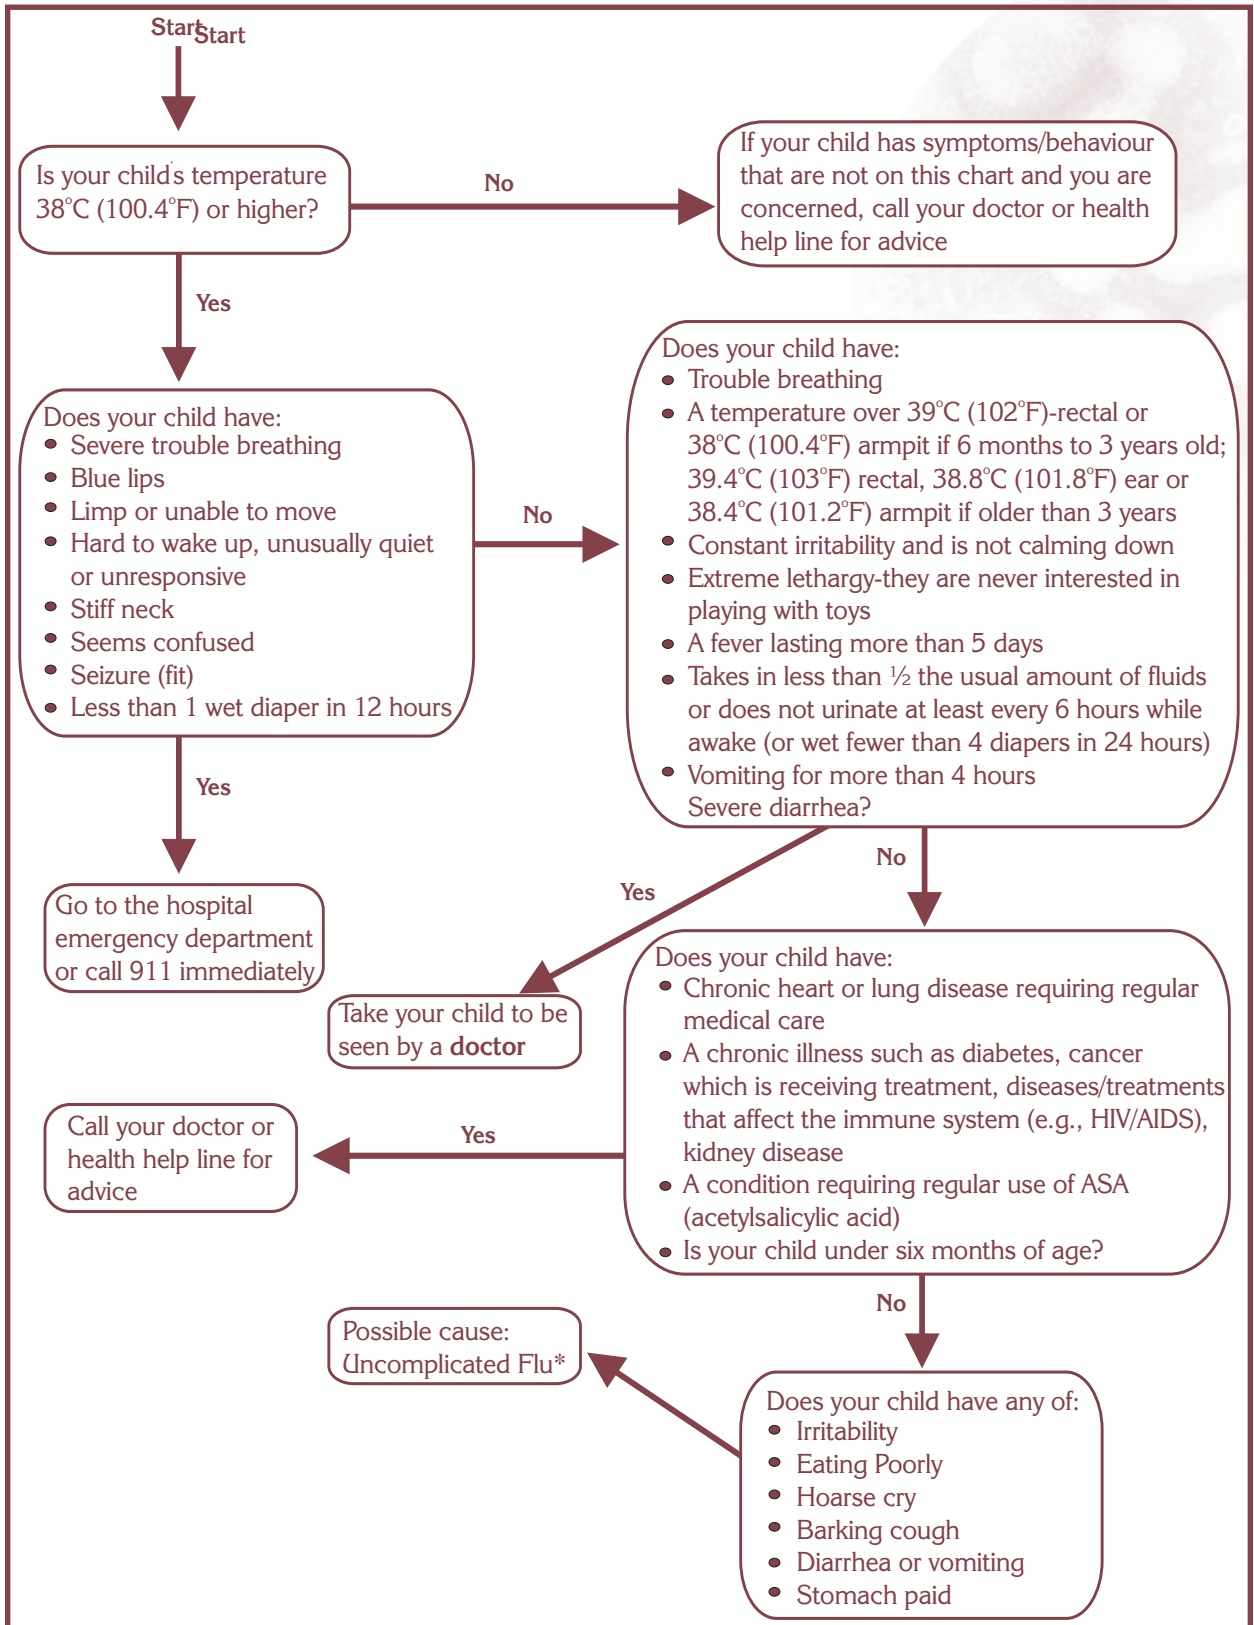 Start
Start
Is your child's temperature
38°C (100.4°F) or higher?
No
If your child has symptoms/behaviour
that are not on this chart and you are
concerned, call your doctor or health
help line for advice
Yes
Does your child have:
• Severe trouble breathing
• Blue lips
• Limp or unable to move
• Hard to wake up, unusually quiet
or unresponsive
• Stiff neck
• Seems confused
• Seizure (fit)
• Less than 1 wet diaper in 12 hours
No
Does your child have:
• Trouble breathing
• A temperature over 39°C (102°F)-rectal or
38°C (100.4°F) armpit if 6 months to 3 years old;
39.4°C (103°F) rectal, 38.8°C (101.8°F) ear or
38.4°C (101.2°F) armpit if older than 3 years
• Constant irritability and is not calming down
• Extreme lethargy-they are never interested in
playing with toys
• A fever lasting more than 5 days
• Takes in less than ½ the usual amount of fluids
or does not urinate at least every 6 hours while
awake (or wet fewer than 4 diapers in 24 hours)
• Vomiting for more than 4 hours
Severe diarrhea?
Yes
Go to the hospital
emergency department
or call 911 immediately
Yes
Take your child to be
seen by a doctor
No
Does your child have:
• Chronic heart or lung disease requiring regular
medical care
• A chronic illness such as diabetes, cancer
which is receiving treatment, diseases/treatments
that affect the immune system (e.g., HIV/AIDS),
kidney disease
• A condition requiring regular use of ASA
(acetylsalicylic acid)
• Is your child under six months of age?
Yes
Call your doctor or
health help line for
advice
No
Does your child have any of:
• Irritability
• Eating Poorly
• Hoarse cry
• Barking cough
• Diarrhea or vomiting
• Stomach paid
Possible cause:
Uncomplicated Flu*